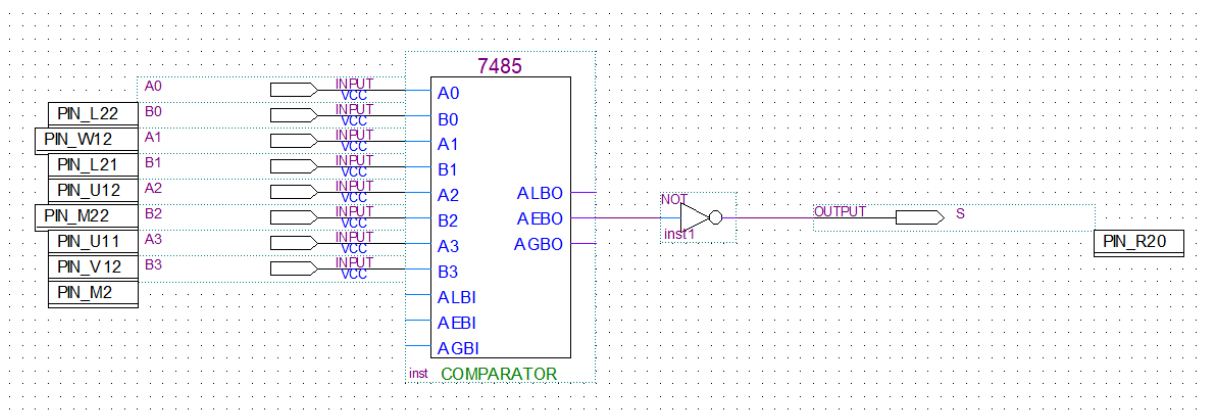 7485
A0 INPUT VCC A0
PIN_L22 B0 INPUT VCC B0
PIN_W12 A1 INPUT VCC A1
PIN_L21 B1 INPUT VCC B1
PIN_U12 A2 INPUT VCC A2 ALBO NOT
PIN_M22 B2 INPUT VCC B2 AEBO OUTPUT S
PIN_U11 A3 INPUT VCC A3 AGBO inst1 PIN_R20
PIN_V12 B3 INPUT VCC B3
PIN_M2 ALBI
AEBI
AGBI
inst COMPARATOR